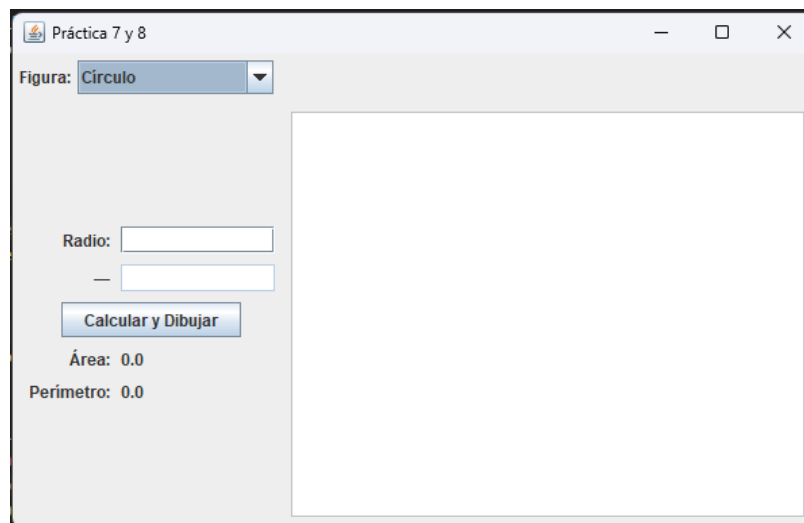 Práctica 7 y 8
Figura: Círculo
Radio:
—
Calcular y Dibujar
Área: 0.0
Perímetro: 0.0